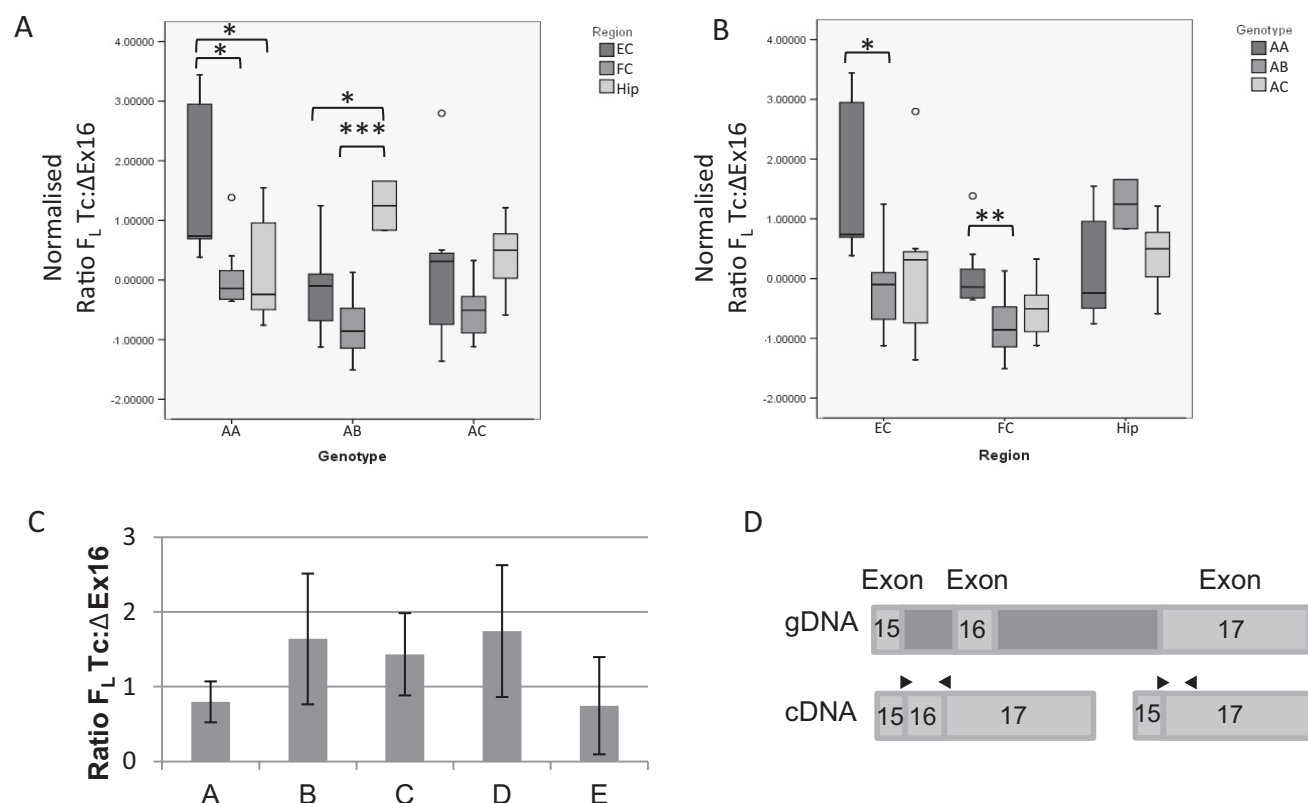 A
Normalised
Ratio FL Tc:ΔEx16
4.00000
3.00000
2.00000
1.00000
0.00000
-1.00000
-2.00000
*
*
*
***
Region
EC
FC
Hip
AA
AB
AC
Genotype
B
Normalised
Ratio FL Tc:ΔEx16
4.00000
3.00000
2.00000
1.00000
0.00000
-1.00000
-2.00000
*
**
Genotype
AA
AB
AC
EC
FC
Hip
Region
C
Ratio FL Tc:ΔEx16
3
2
1
0
A
B
C
D
E
D
Exon Exon Exon
gDNA 15 16 17
cDNA 15 16 17 15 17